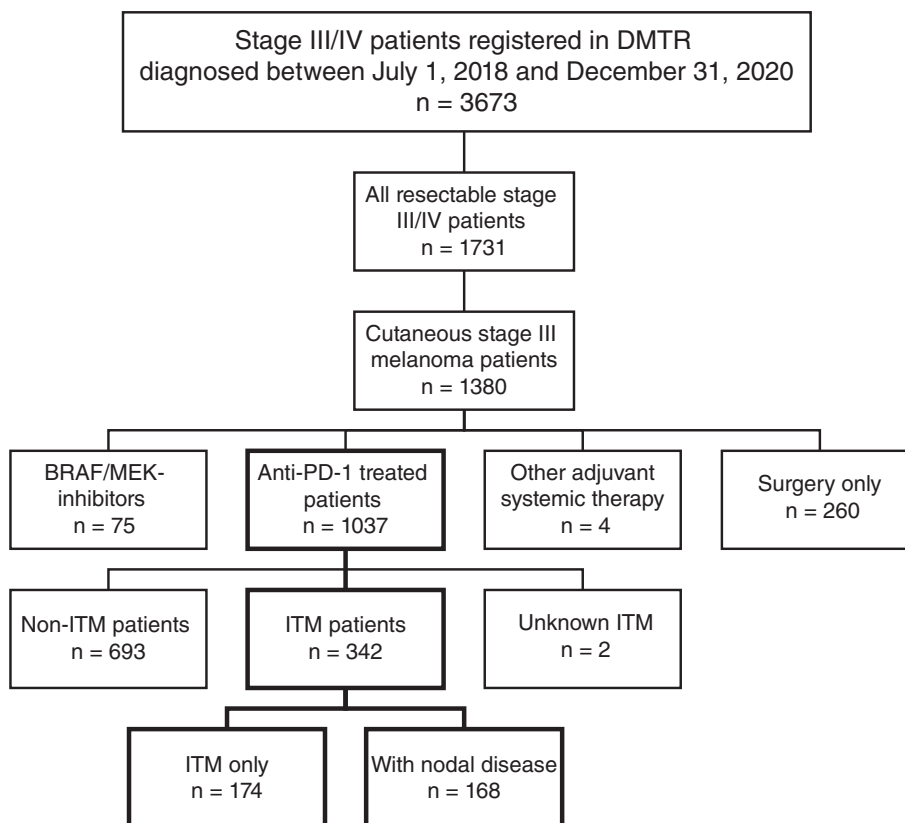 Stage III/IV patients registered in DMTR
diagnosed between July 1, 2018 and December 31, 2020
n = 3673
All resectable stage
III/IV patients
n = 1731
Cutaneous stage III
melanoma patients
n = 1380
BRAF/MEK-
inhibitors
n = 75
Anti-PD-1 treated
patients
n = 1037
Other adjuvant
systemic therapy
n = 4
Surgery only
n = 260
Non-ITM patients
n = 693
ITM patients
n = 342
Unknown ITM
n = 2
ITM only
n = 174
With nodal disease
n = 168